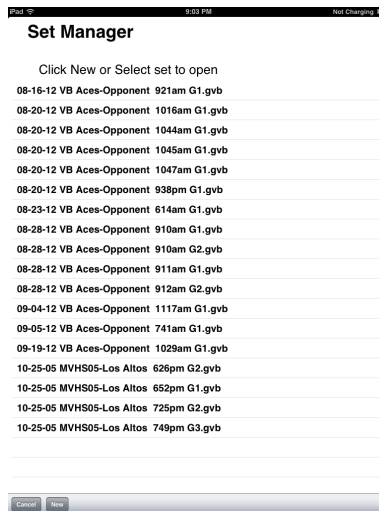 iPad 9:03 PM Not Charging
Set Manager
Click New or Select set to open
08-16-12 VB Aces-Opponent 921am G1.gvb
08-20-12 VB Aces-Opponent 1016am G1.gvb
08-20-12 VB Aces-Opponent 1044am G1.gvb
08-20-12 VB Aces-Opponent 1045am G1.gvb
08-20-12 VB Aces-Opponent 1047am G1.gvb
08-20-12 VB Aces-Opponent 938pm G1.gvb
08-23-12 VB Aces-Opponent 614am G1.gvb
08-28-12 VB Aces-Opponent 910am G1.gvb
08-28-12 VB Aces-Opponent 910am G2.gvb
08-28-12 VB Aces-Opponent 911am G1.gvb
08-28-12 VB Aces-Opponent 912am G2.gvb
09-04-12 VB Aces-Opponent 1117am G1.gvb
09-05-12 VB Aces-Opponent 741am G1.gvb
09-19-12 VB Aces-Opponent 1029am G1.gvb
10-25-05 MVHS05-Los Altos 626pm G2.gvb
10-25-05 MVHS05-Los Altos 652pm G1.gvb
10-25-05 MVHS05-Los Altos 725pm G2.gvb
10-25-05 MVHS05-Los Altos 749pm G3.gvb
Cancel New